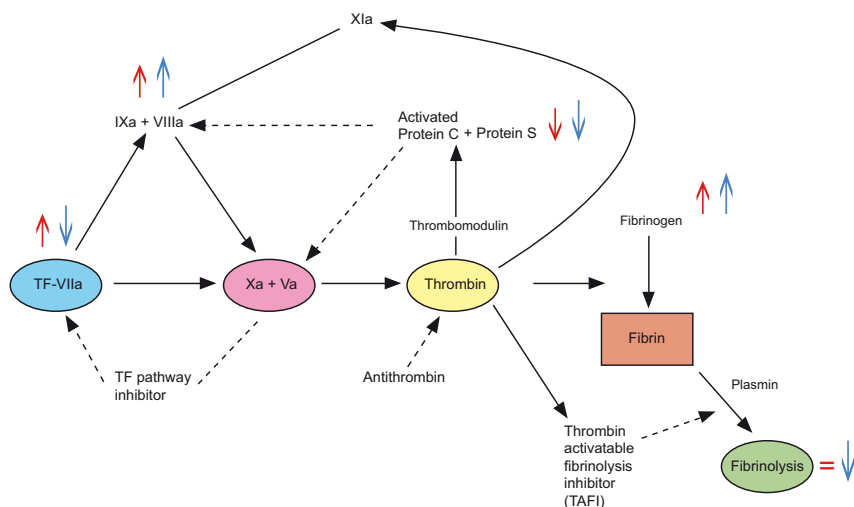 XIa
IXa + VIIIa
Activated
Protein C + Protein S
Thrombomodulin
Fibrinogen
TF-VIIa
Xa + Va
Thrombin
Fibrin
TF pathway
inhibitor
Antithrombin
Plasmin
Thrombin
activatable
fibrinolysis
inhibitor
(TAFI)
Fibrinolysis =